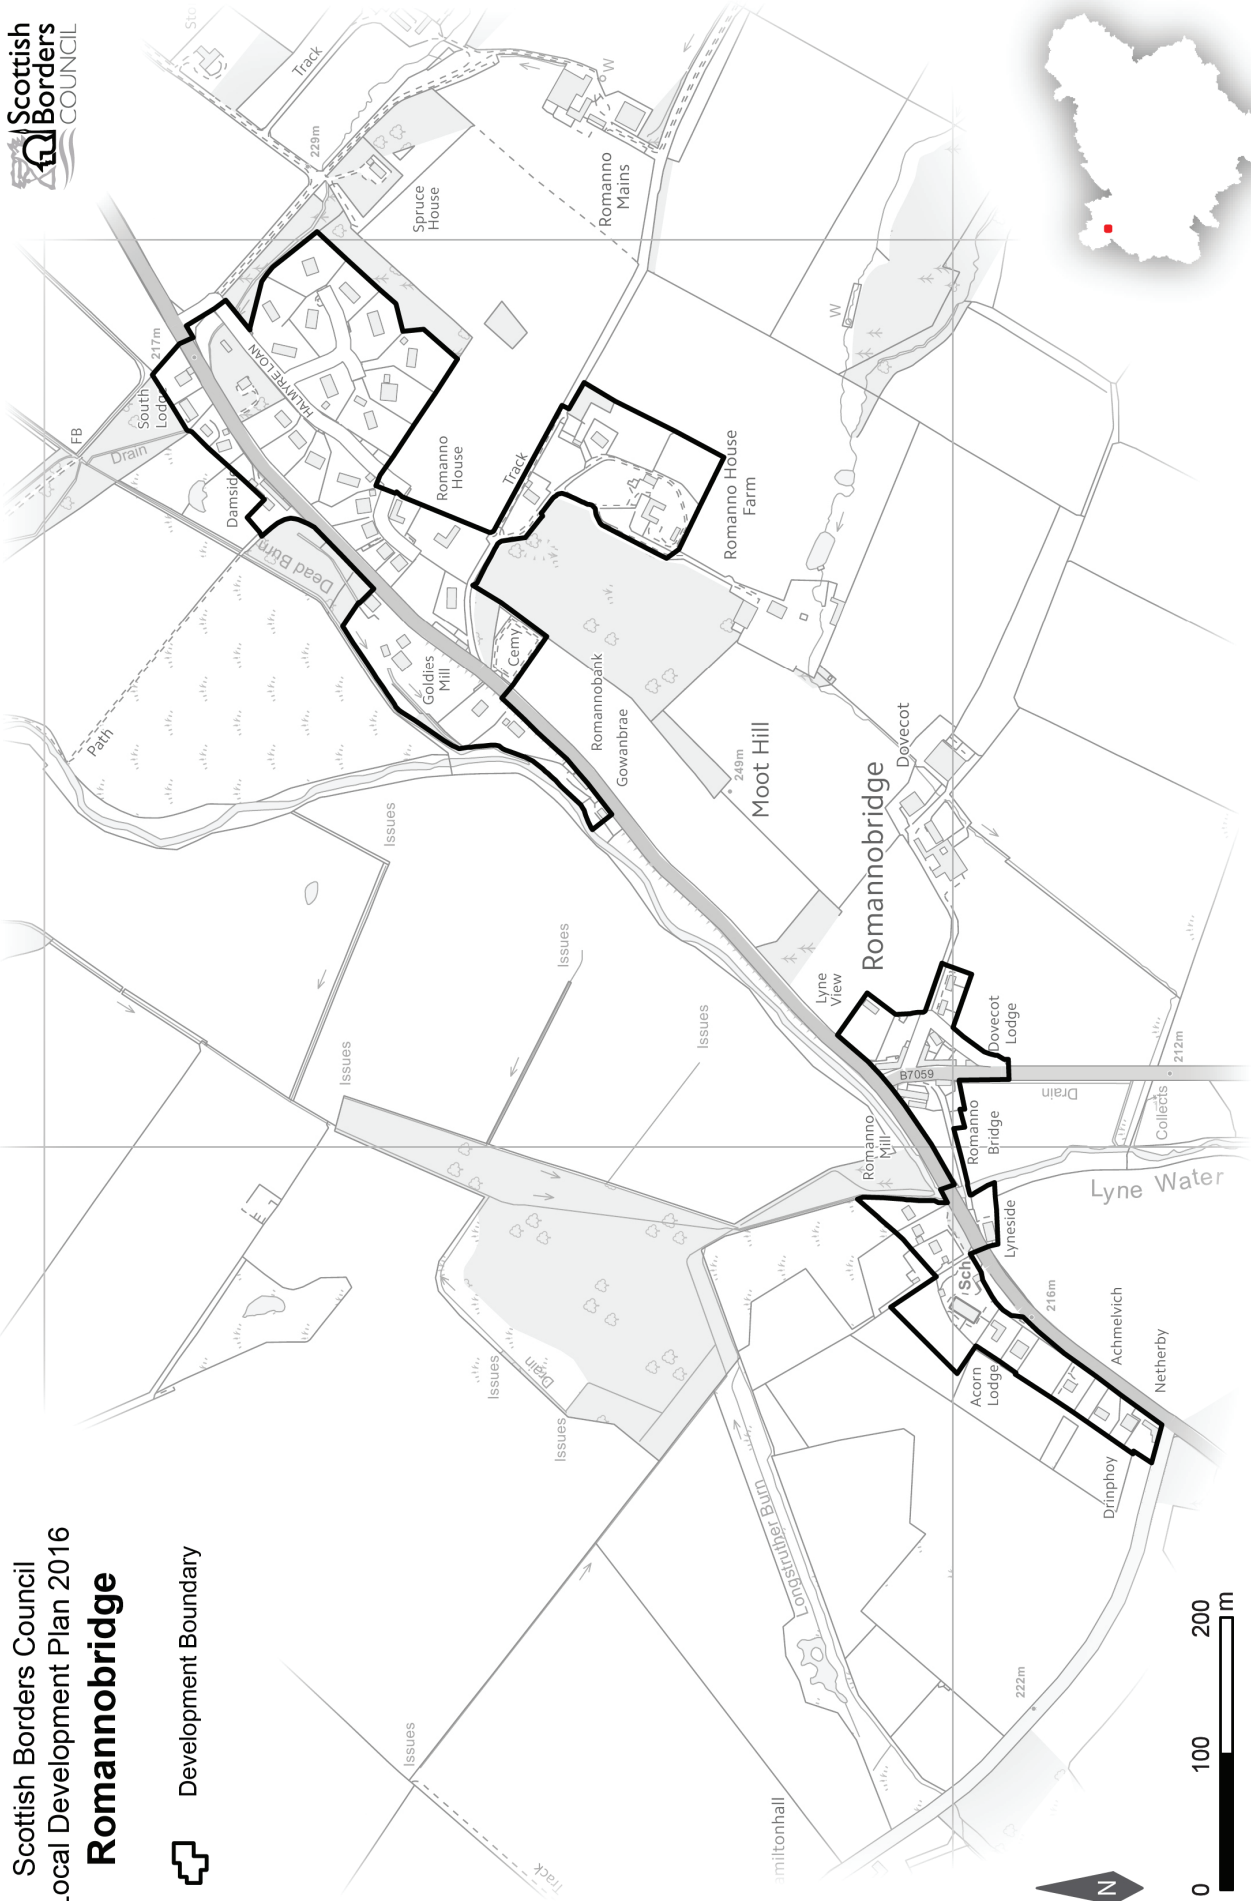 Scottish Borders Council
Local Development Plan 2016
Romannobridge
Development Boundary
Scottish
Borders
COUNCIL
Track
229m
Spruce
House
Romanno
Mains
W
W
217m
South
Lodge
FB
Drain
Damside
HALMYRE LOAN
Romanno
House
Track
Romanno House
Farm
Dead Burn
Path
Goldies
Mill
Cemy
Romannobank
Gowanbrae
249m
Moot Hill
Dovecot
Romannobridge
Issues
Issues
Issues
Issues
Lyne
View
B7059
Dovecot
Lodge
Drain
212m
Collects
Romanno
Mill
Romanno
Bridge
Lyne Water
Lyneside
Sch
216m
Achmelvich
Netherby
Acorn
Lodge
Drinphoy
Issues
Drain
Issues
Longstruther Burn
222m
Issues
Track
miltonhall
N
0 100 200
m